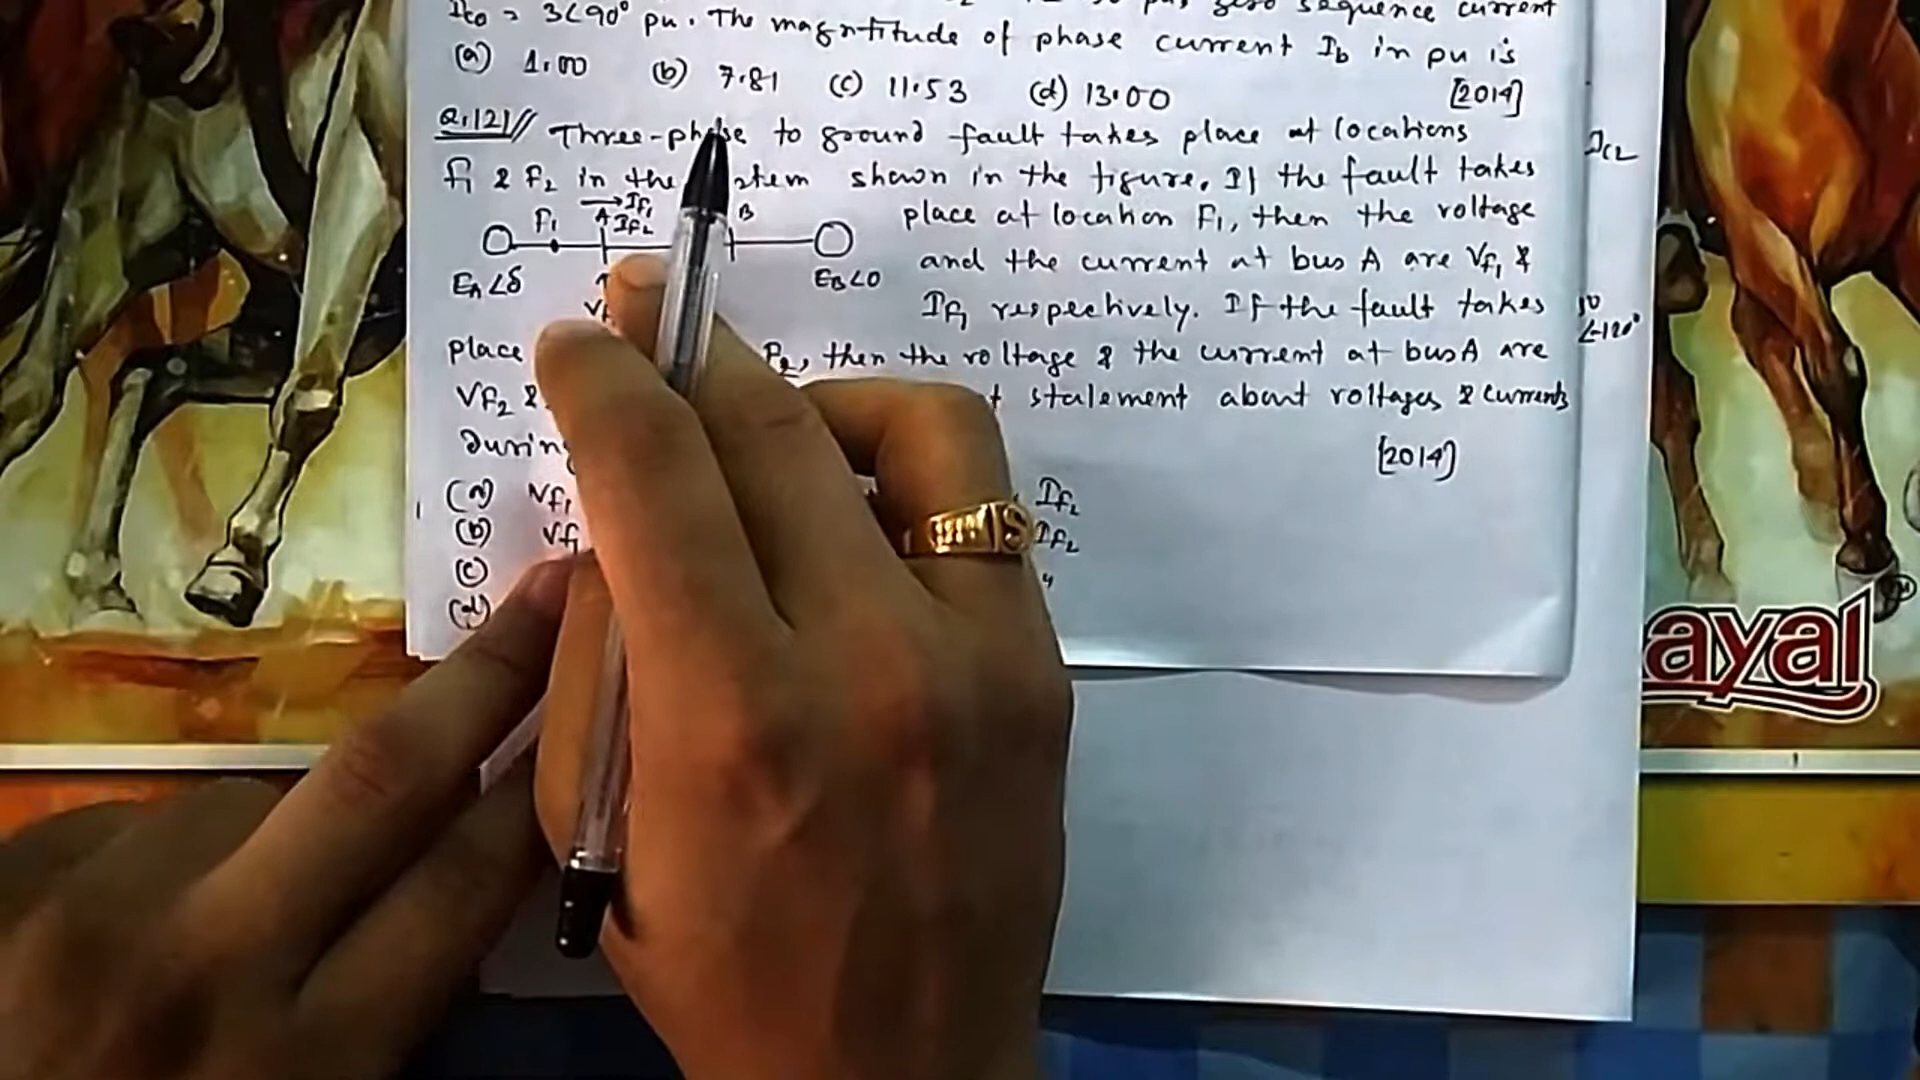 Ico = 3∠90° pu. The magntitude of phase current Ib in pu is
(a) 1.00 (b) 7.81 (c) 11.53 (d) 13.00 [2014]
Q.121// Three-phase to ground fault takes place at locations
F1 & F2 in the shown in the figure. If the fault takes
place at location F1, then the voltage
and the current at bus A are VF1 &
IF1 respectively. If the fault takes
place F2, then the voltage & the current at bus A are
VF2 & statement about voltages & currents
[2014]
F1 A →IF1 IF2 B
EA∠δ EB∠0
(a) VF1 IF2
(b) VF1 IF2
(c)
(d)
IC2
10
∠-120°
S
ayal